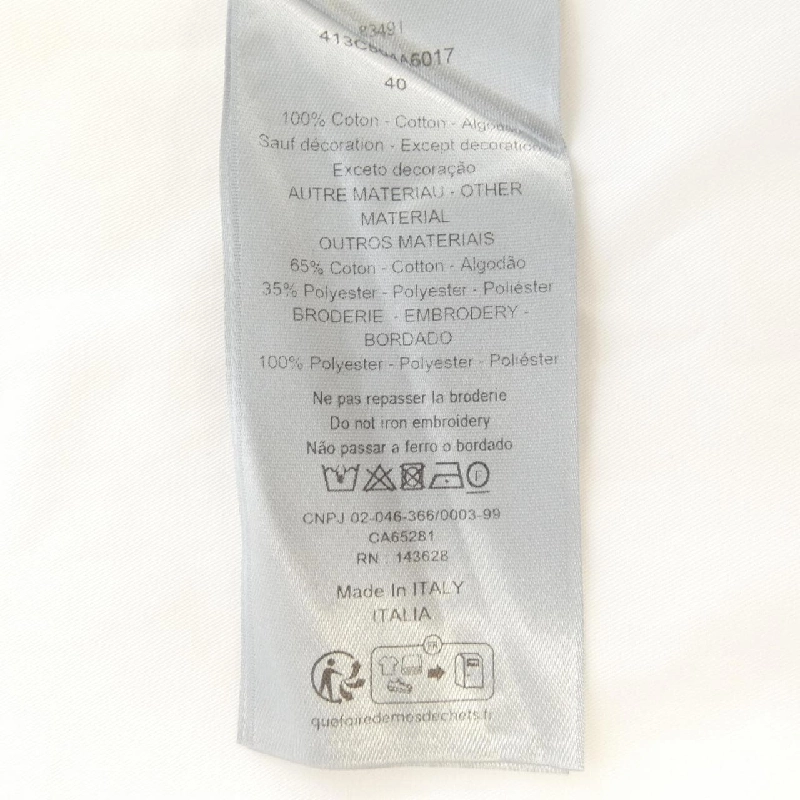 40
100% Coton - Cotton -
Sauf décoration - Except
Exceto decoração
AUTRE MATERIAU - OTHER
MATERIAL
OUTROS MATERIAIS
65% Coton - Cotton - Algodão
35% Polyester - Polyester - Poliéster
BRODERIE - EMBRODERY -
BORDADO
100% Polyester - Polyester - Poliéster
Ne pas repasser la broderie
Do not iron embroidery
Não passar a ferro o bordado
CNPJ 02-046-366/0003-99
CA65281
RN 143628
Made In ITALY
ITALIA
FR
quefairedemesdechets.fr